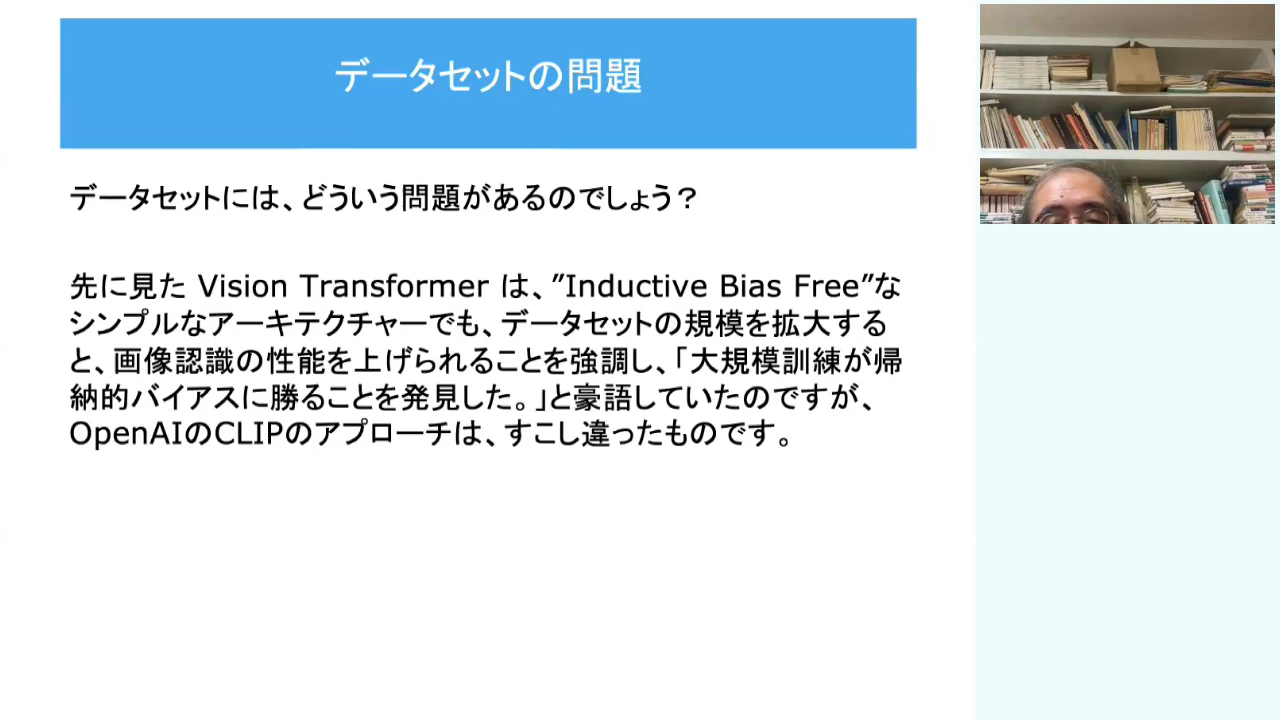 データセットの問題
データセットには、どういう問題があるのでしょう？
先に見た Vision Transformer は、”Inductive Bias Free”な
シンプルなアーキテクチャーでも、データセットの規模を拡大する
と、画像認識の性能を上げられることを強調し、「大規模訓練が帰
納的バイアスに勝ることを発見した。」と豪語していたのですが、
OpenAIのCLIPのアプローチは、すこし違ったものです。